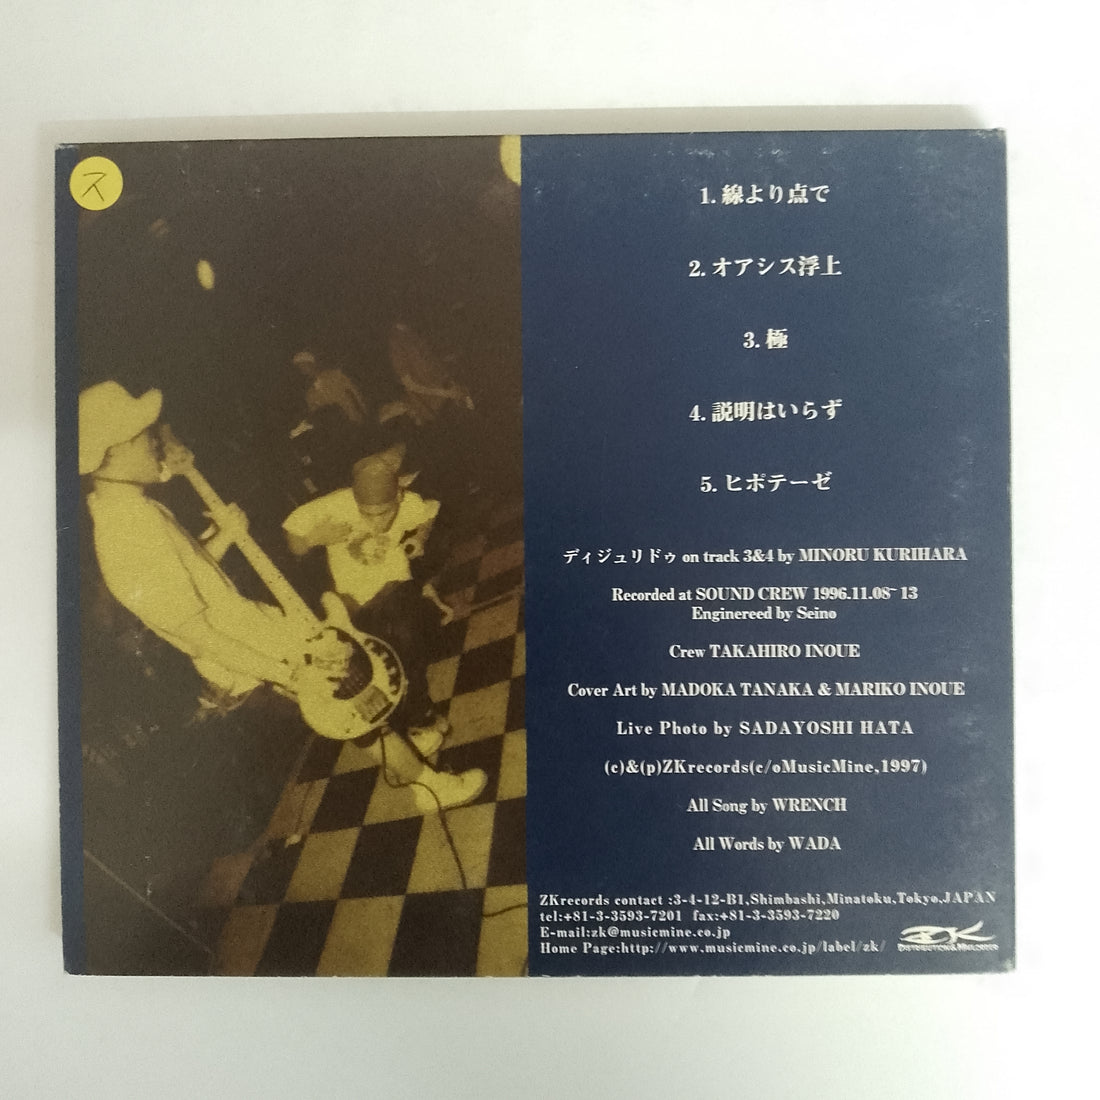 ス
1. 線より点で
2. オアシス浮上
3. 極
4. 説明はいらず
5. ヒポテーゼ
ディジュリドゥ on track 3&4 by MINORU KURIHARA
Recorded at SOUND CREW 1996.11.08~13
Enginereed by Seino
Crew TAKAHIRO INOUE
Cover Art by MADOKA TANAKA & MARIKO INOUE
Live Photo by SADAYOSHI HATA
(c)&(p)ZKrecords(c/oMusicMine,1997)
All Song by WRENCH
All Words by WADA
ZKrecords contact :3-4-12-B1,Shimbashi,Minatoku,Tokyo,JAPAN
tel:+81-3-3593-7201 fax:+81-3-3593-7220
E-mail:zk@musicmine.co.jp
Home Page:http://www.musicmine.co.jp/label/zk/
ZK